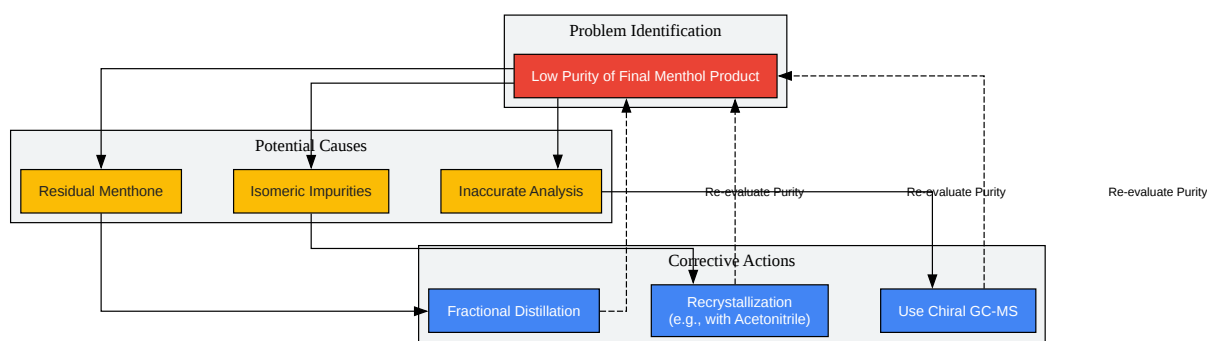 Problem Identification
Low Purity of Final Menthol Product
Potential Causes
Residual Menthone
Isomeric Impurities
Inaccurate Analysis
Re-evaluate Purity
Re-evaluate Purity
Re-evaluate Purity
Corrective Actions
Fractional Distillation
Recrystallization
(e.g., with Acetonitrile)
Use Chiral GC-MS